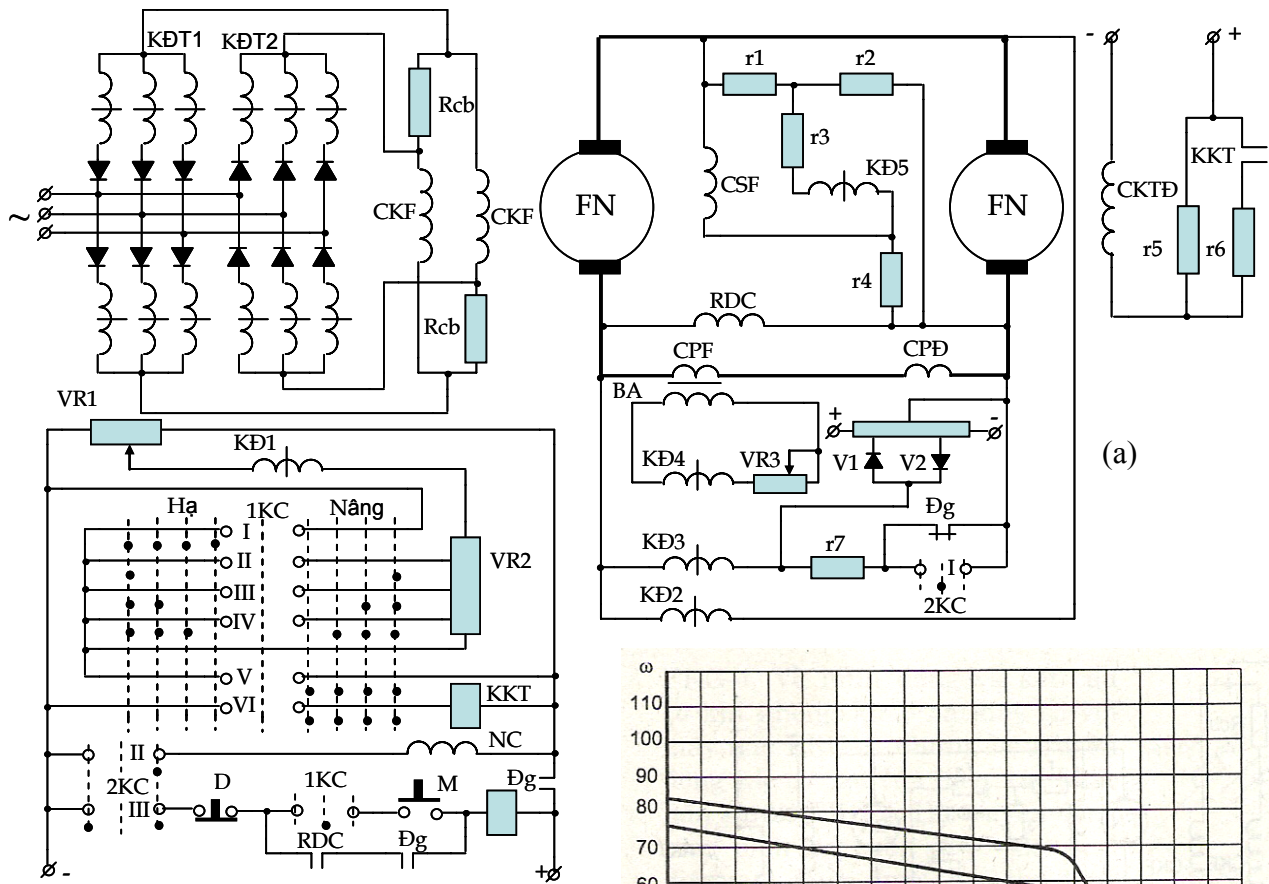 KĐT1
KĐT2
Rcb
CKF
CKF
Rcb
~
FN
r1
r2
r3
CSF
KĐ5
r4
FN
RDC
CPF
CPĐ
BA
KĐ4
VR3
+
-
V1
V2
Đg
KĐ3
r7
I
2KC
KĐ2
-
+
CKTĐ
KKT
r5
r6
(a)
VR1
KĐ1
Hạ
1KC
Nâng
I
II
III
IV
V
VI
VR2
KKT
II
NC
2KC
III
D
1KC
M
Đg
RDC
Đg
-
+
ω
110
100
90
80
70
60